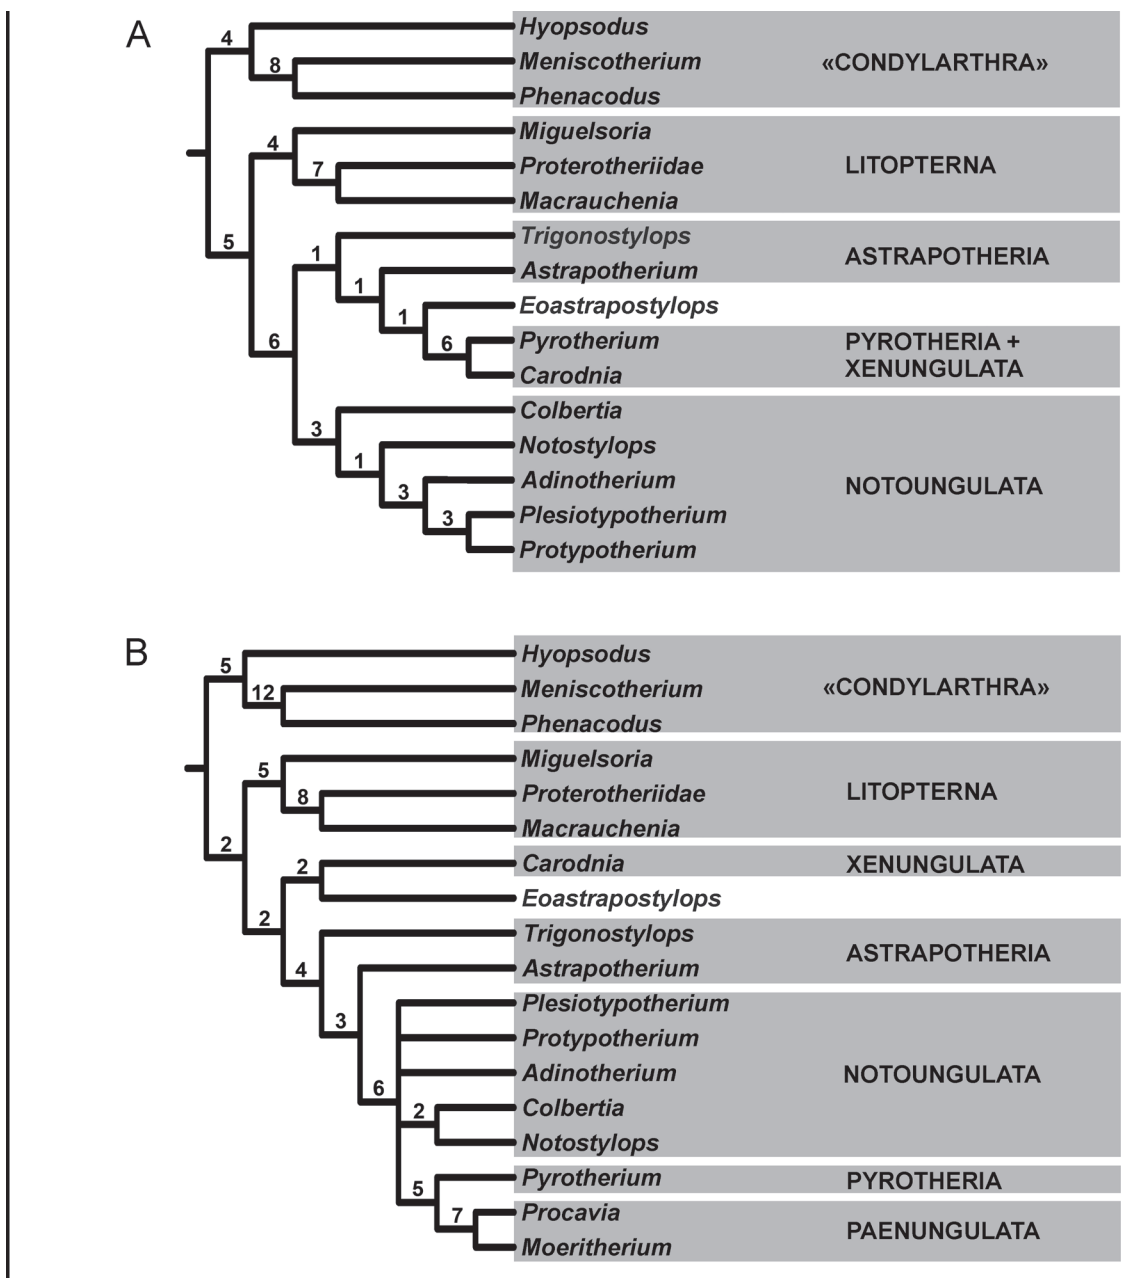 A
Hyopsodus
4
8
Meniscotherium
«CONDYLARTHRA»
Phenacodus
Miguelsoria
4
7
Proterotheriidae
LITOPTERNA
Macrauchenia
5
Trigonostylops
1
ASTRAPOTHERIA
Astrapotherium
1
Eoastrapostylops
1
6
Pyrotherium
PYROTHERIA +
XENUNGULATA
6
Carodnia
Colbertia
3
Notostylops
1
Adinotherium
3
NOTOUNGULATA
Plesiotypotherium
3
Protypotherium
B
Hyopsodus
5
12
Meniscotherium
«CONDYLARTHRA»
Phenacodus
Miguelsoria
5
8
Proterotheriidae
LITOPTERNA
Macrauchenia
2
Carodnia
XENUNGULATA
2
Eoastrapostylops
2
Trigonostylops
ASTRAPOTHERIA
4
Astrapotherium
Plesiotypotherium
3
Protypotherium
Adinotherium
NOTOUNGULATA
6
2
Colbertia
Notostylops
5
Pyrotherium
PYROTHERIA
7
Procavia
PAENUNGULATA
Moeritherium